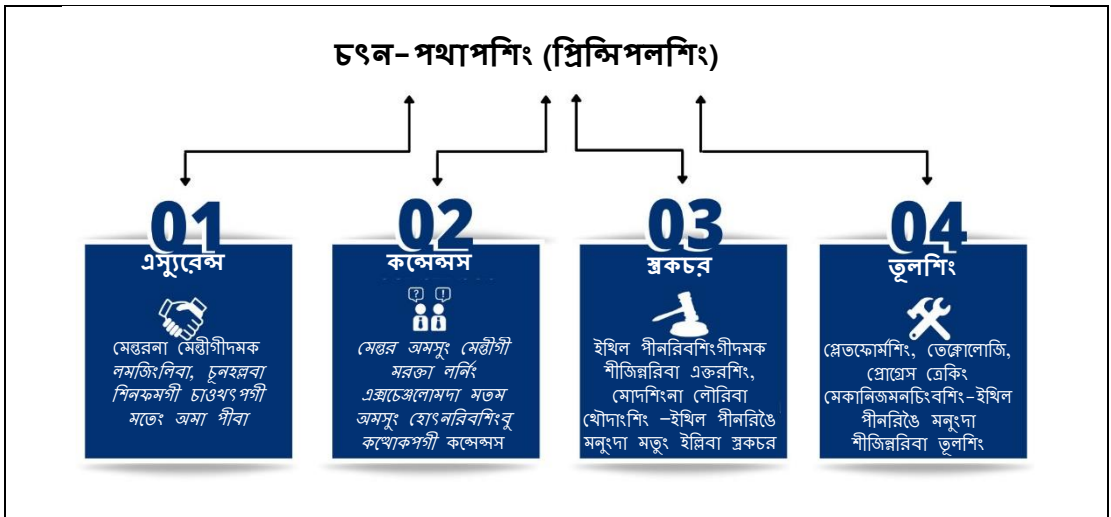 চৎন-পথাপশিং (প্রিন্সিপলশিং)
01
এস্যুরেন্স
মেন্তরনা মেন্তীগীদমক
লমজিংলিবা, চূনহল্লবা
শিনফমগী চাওখৎপগী
মতেং অমা পীবা
02
কন্সেন্সস
মেন্তর অমসুং মেন্তীগী
মরক্তা লর্নিং
এক্সচেঞ্জলোমদা মতম
অমসুং হোৎনরিবশিংবু
কত্থোকপগী কন্সেন্সস
03
স্ত্রকচর
ইথিল পীনরিবশিংগীদমক
শীজিন্নরিবা এক্তরশিং,
মোদশিংনা লৌরিবা
থৌদাংশিং –ইথিল পীনরিঙৈ
মনুংদা মতুং ইল্লিবা স্ত্রকচর
04
তূলশিং
প্লেতফোর্মশিং, তেক্নোলোজি,
প্রোগ্রেস ত্রেকিং
মেকানিজমনচিংবশিং-ইথিল
পীনরিঙৈ মনুংদা
শীজিন্নরিবা তূলশিং